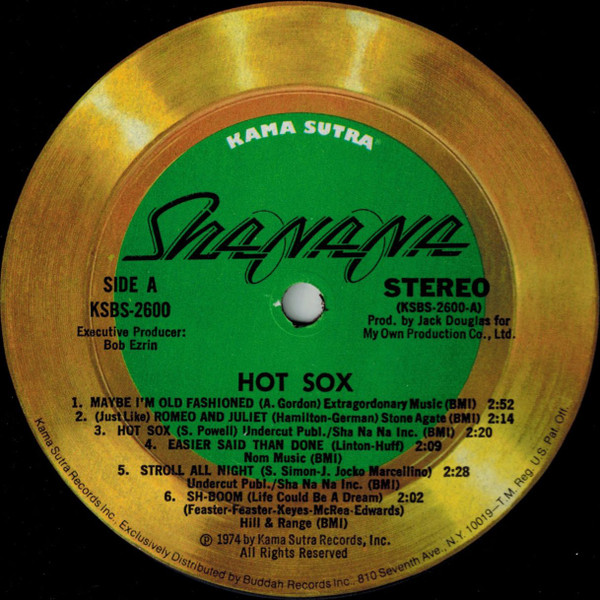 KAMA SUTRA®
SHANANA
SIDE A
KSBS-2600
Executive Producer:
Bob Ezrin
STEREO
(KSBS-2600-A)
Prod. by Jack Douglas for
My Own Production Co., Ltd.
HOT SOX
1. MAYBE I'M OLD FASHIONED (A. Gordon) Extragordonary Music (BMI) 2:52
2. (Just Like) ROMEO AND JULIET (Hamilton-German) Stone Agate (BMI) 2:14
3. HOT SOX (S. Powell) Undercut Publ./Sha Na Na Inc. (BMI) 2:20
4. EASIER SAID THAN DONE (Linton-Huff) 2:09
Nom Music (BMI)
5. STROLL ALL NIGHT (S. Simon-J. Jocko Marcellino) 2:28
Undercut Publ./Sha Na Na Inc. (BMI)
6. SH-BOOM (Life Could Be A Dream) 2:02
(Feaster-Feaster-Keyes-McRea-Edwards)
Hill & Range (BMI)
Ⓟ 1974 by Kama Sutra Records, Inc.
All Rights Reserved
Kama Sutra Records Inc., Exclusively Distributed by Buddah Records Inc., 810 Seventh Ave., N.Y. 10019—T.M. Reg. U.S. Pat. Off.